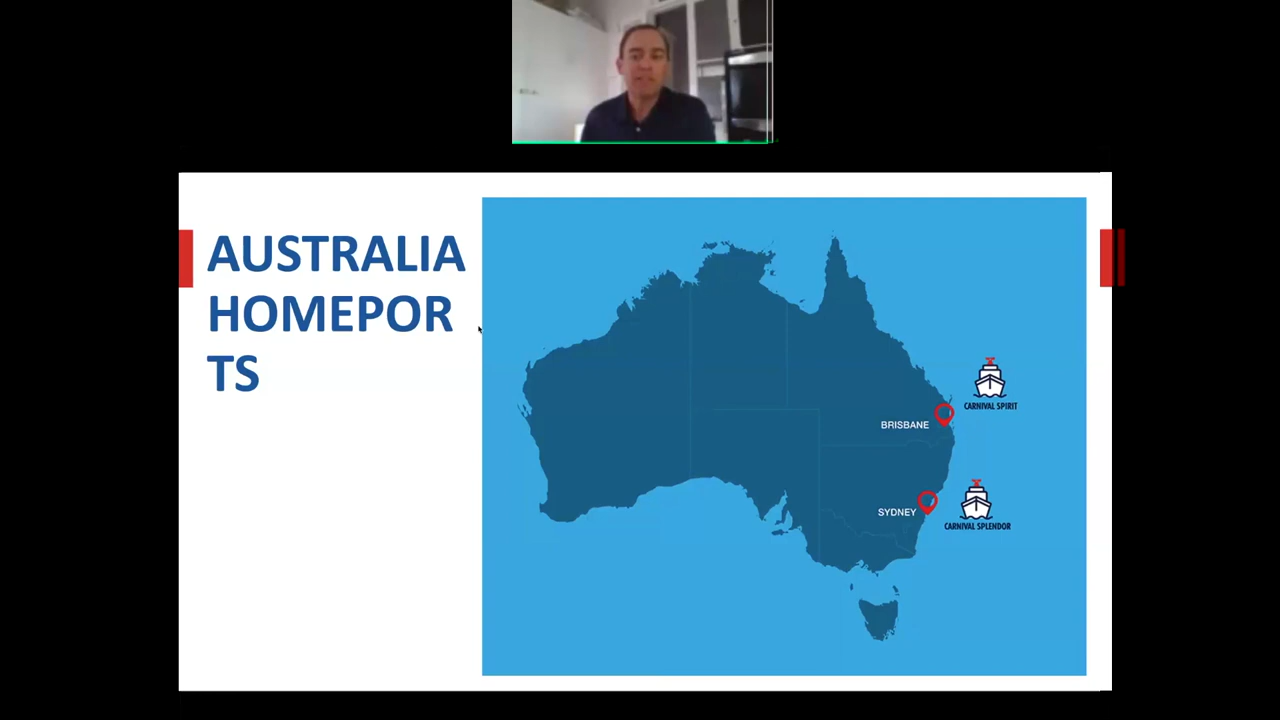 AUSTRALIA
HOMEPOR
TS
CARNIVAL SPIRIT
BRISBANE
SYDNEY
CARNIVAL SPLENDOR